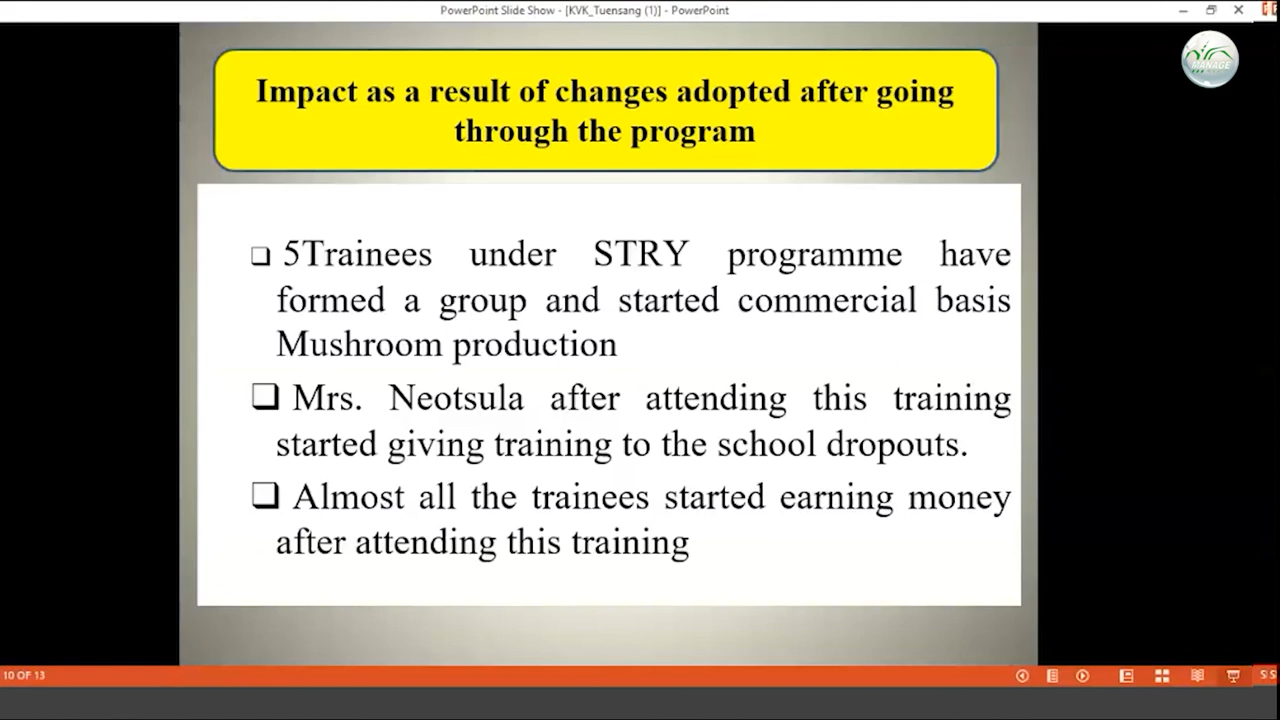 PowerPoint Slide Show - [KVK_Tuensang (1)] - PowerPoint
MANAGE
Impact as a result of changes adopted after going
through the program
❑ 5Trainees under STRY programme have
formed a group and started commercial basis
Mushroom production
❑ Mrs. Neotsula after attending this training
started giving training to the school dropouts.
❑ Almost all the trainees started earning money
after attending this training
10 OF 13